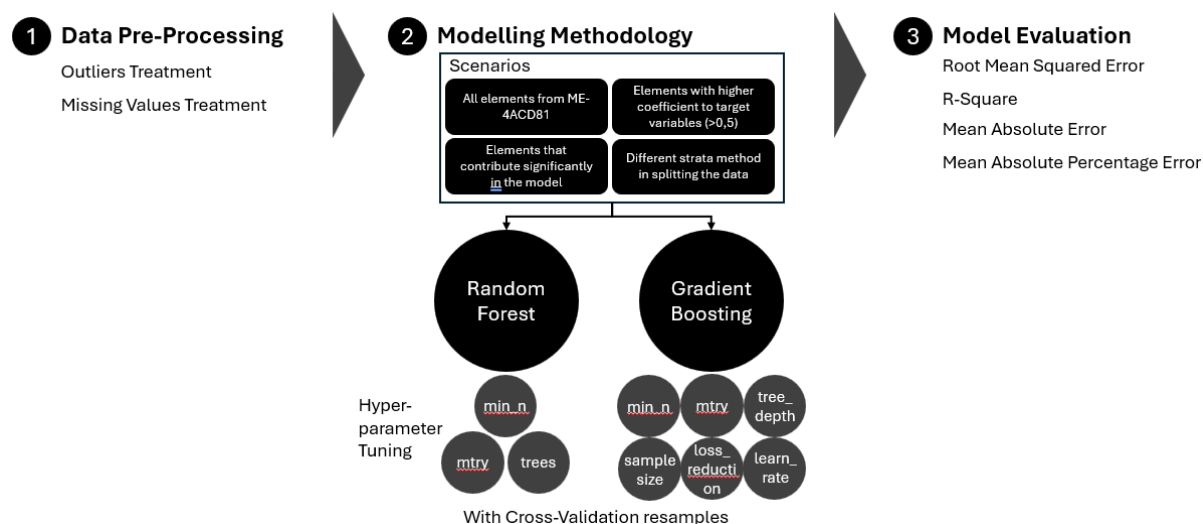 1 Data Pre-Processing
Outliers Treatment
Missing Values Treatment
2 Modelling Methodology
Scenarios
All elements from ME-
4ACD81
Elements with higher
coefficient to target
variables (>0,5)
Elements that
contribute significantly
in the model
Different strata method
in splitting the data
Random
Forest
Gradient
Boosting
Hyper-
parameter
Tuning
min_n
mtry
trees
min_n
mtry
tree_
depth
sample
size
loss_
reducti
on
learn_
rate
With Cross-Validation resamples
3 Model Evaluation
Root Mean Squared Error
R-Square
Mean Absolute Error
Mean Absolute Percentage Error